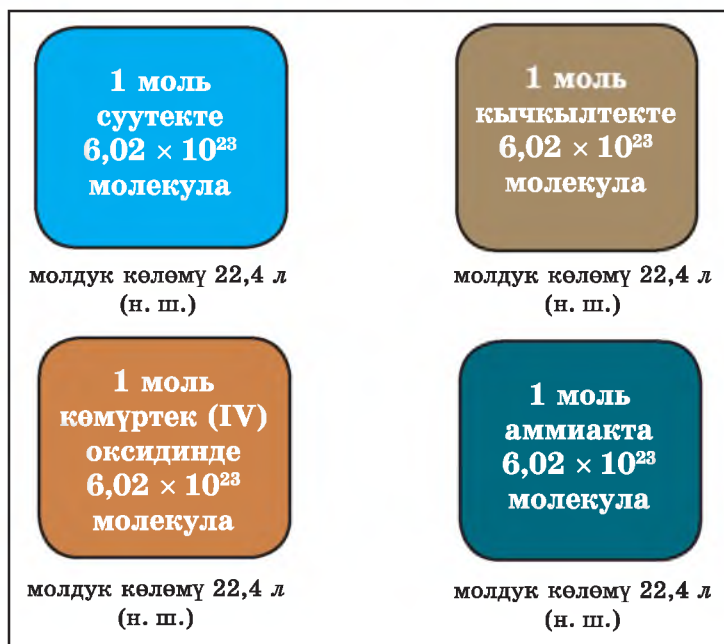 1 моль
суутекте
6,02 × 10²³
молекула
молдук көлөмү 22,4 л
(н. ш.)
1 моль
кычкылтекте
6,02 × 10²³
молекула
молдук көлөмү 22,4 л
(н. ш.)
1 моль
көмүртек (IV)
оксидинде
6,02 × 10²³
молекула
молдук көлөмү 22,4 л
(н. ш.)
1 моль
аммиакта
6,02 × 10²³
молекула
молдук көлөмү 22,4 л
(н. ш.)